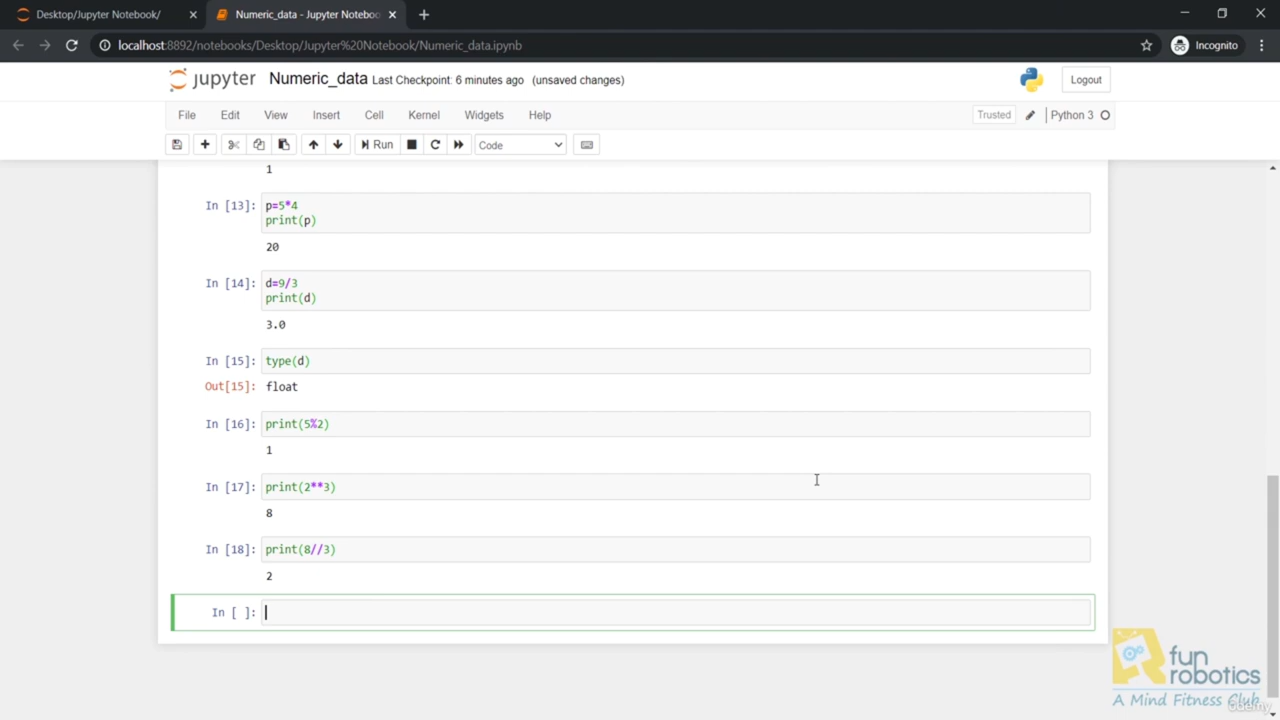 Desktop/Jupyter Notebook/
Numeric_data - Jupyter Noteboo
localhost:8892/notebooks/Desktop/Jupyter%20Notebook/Numeric_data.ipynb
Incognito
jupyter Numeric_data Last Checkpoint: 6 minutes ago (unsaved changes)
Logout
File Edit View Insert Cell Kernel Widgets Help
Trusted Python 3
Run Code
1
In [13]: p=5*4
print(p)
20
In [14]: d=9/3
print(d)
3.0
In [15]: type(d)
Out[15]: float
In [16]: print(5%2)
1
In [17]: print(2**3)
8
In [18]: print(8//3)
2
In [ ]:
fun
robotics
A Mind Fitness Club
udemy